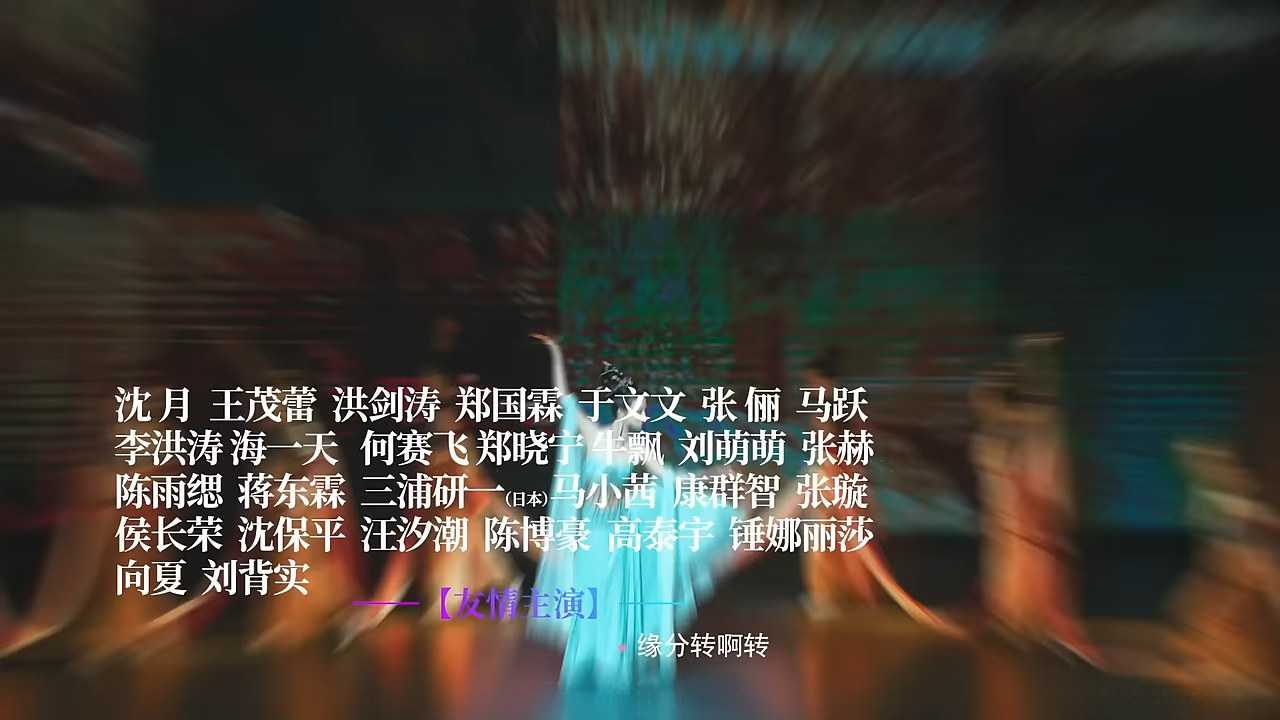 沈月 王茂蕾 洪剑涛 郑国霖 于文文 张俪 马跃
李洪涛 海一天 何赛飞 郑晓宁 牛飘 刘萌萌 张赫
陈雨缌 蒋东霖 三浦研一(日本) 马小茜 康群智 张璇
侯长荣 沈保平 汪汐潮 陈博豪 高泰宇 锤娜丽莎
向夏 刘背实
【友情主演】
缘分转啊转